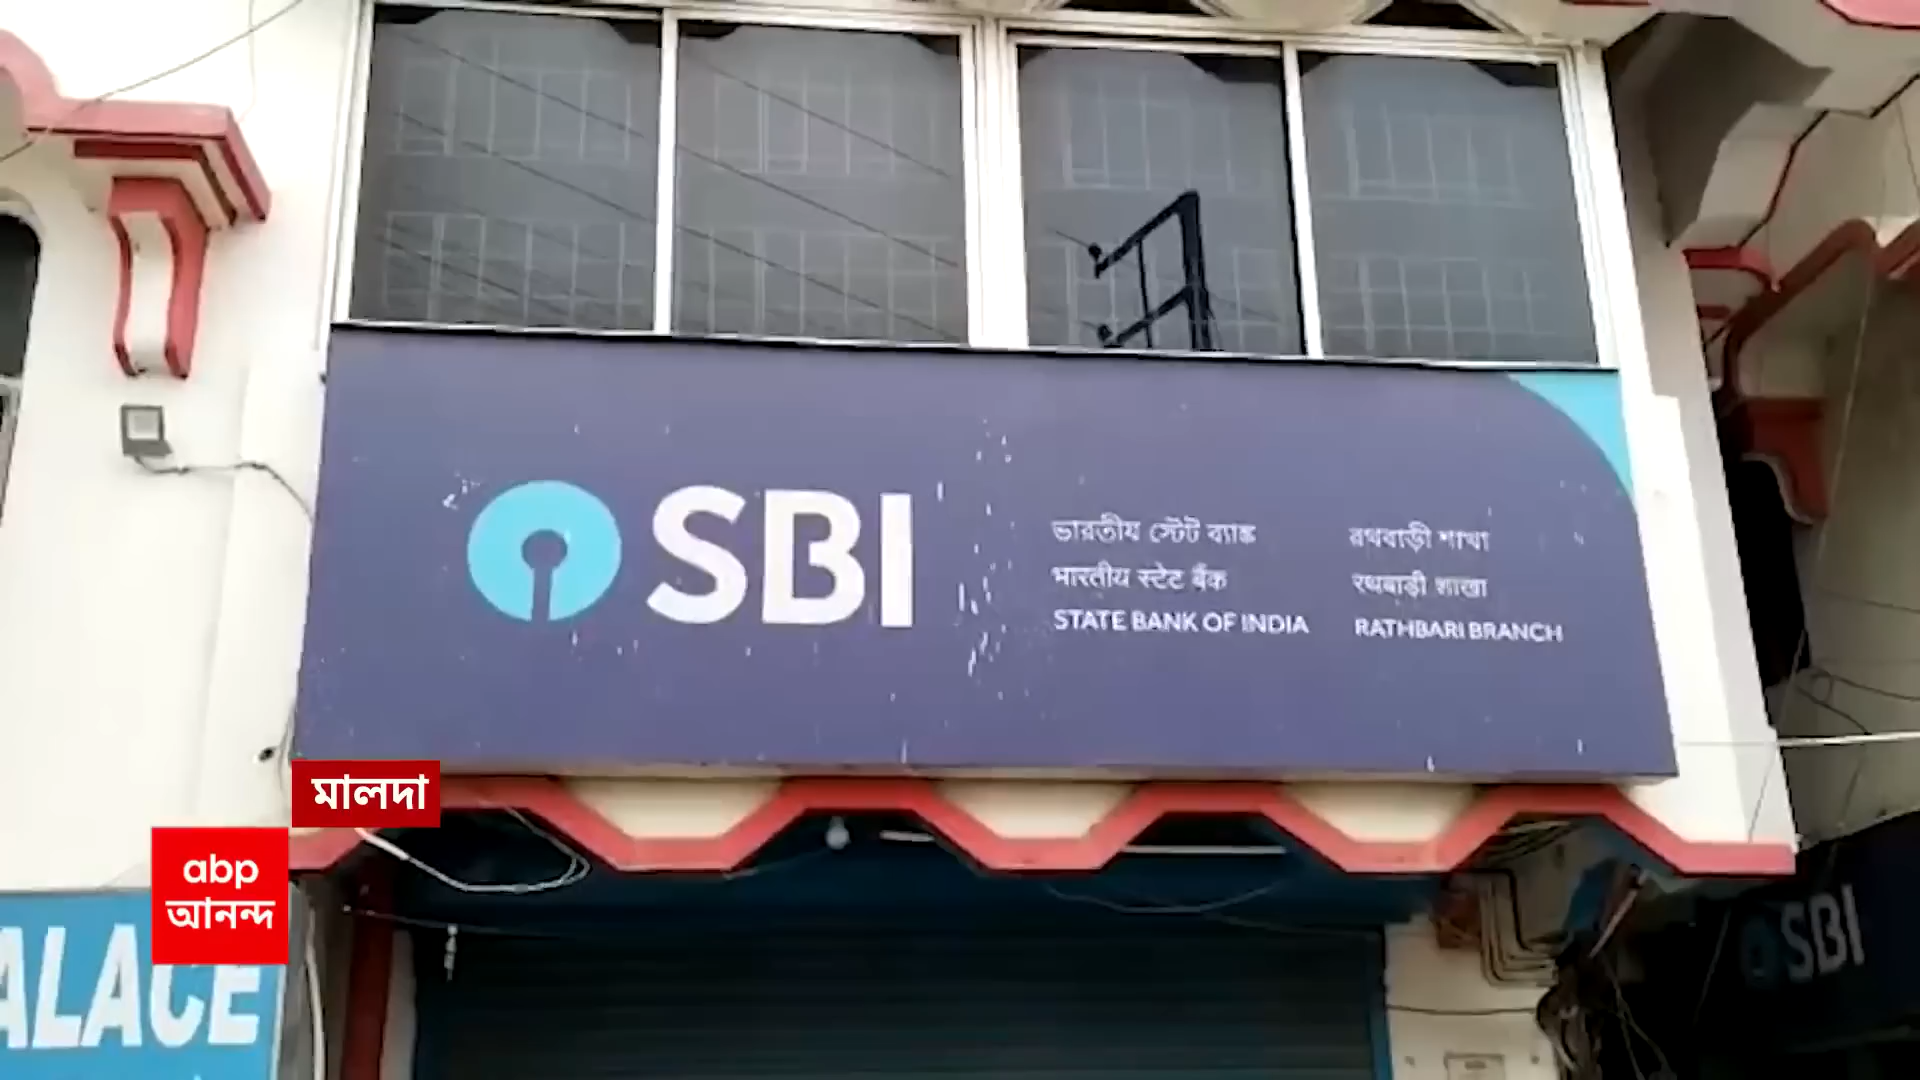 SBI
ভারতীয় স্টেট ব্যাঙ্ক
भारतीय स्टेट बैंक
STATE BANK OF INDIA
রথবাড়ী শাখা
रथबाड़ी शाखा
RATHBARI BRANCH
মালদা
abp
আনন্দ
ALACE
SBI